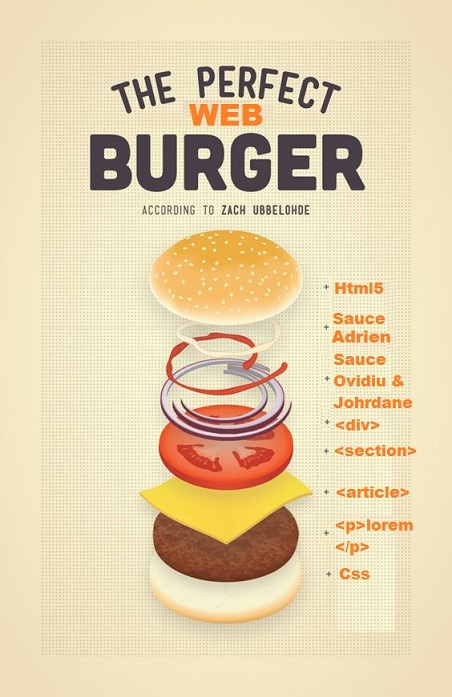 THE PERFECT
WEB
BURGER
ACCORDING TO ZACH UBBELOHDE
+ Html5
+ Sauce
Adrien
Sauce
+ Ovidiu &
Johrdane
+ <div>
+ <section>
+ <article>
+ <p>lorem
</p>
+ Css